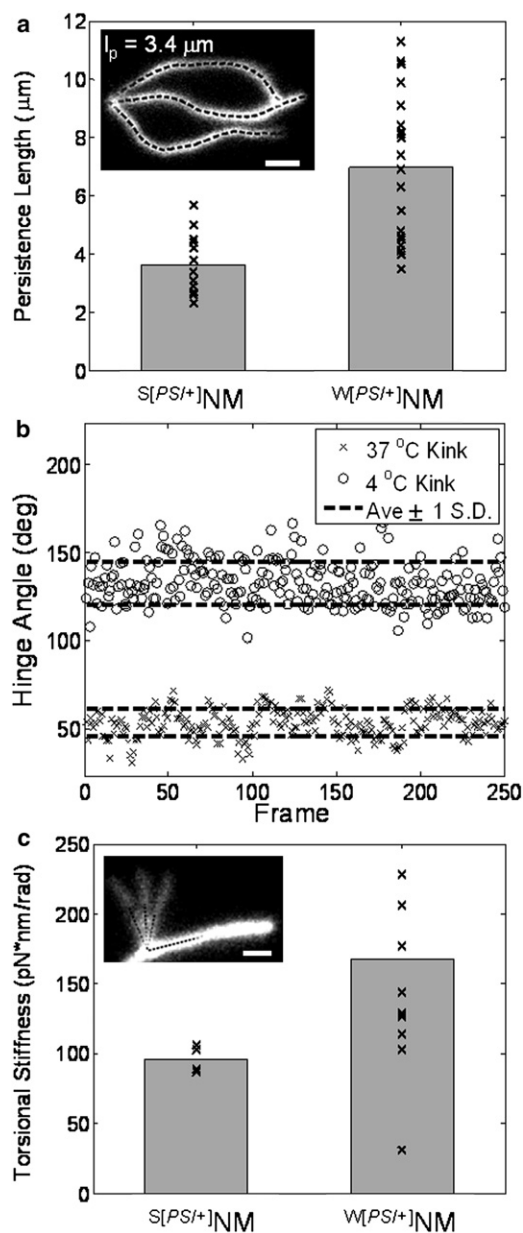 a
Persistence Length (μm)
12
10
8
6
4
2
0
lp = 3.4 μm
S[PSI+]NM
W[PSI+]NM
b
Hinge Angle (deg)
200
150
100
50
× 37 °C Kink
○ 4 °C Kink
Ave ± 1 S.D.
0 50 100 150 200 250
Frame
c
Torsional Stiffness (pN*nm/rad)
250
200
150
100
50
0
S[PSI+]NM
W[PSI+]NM